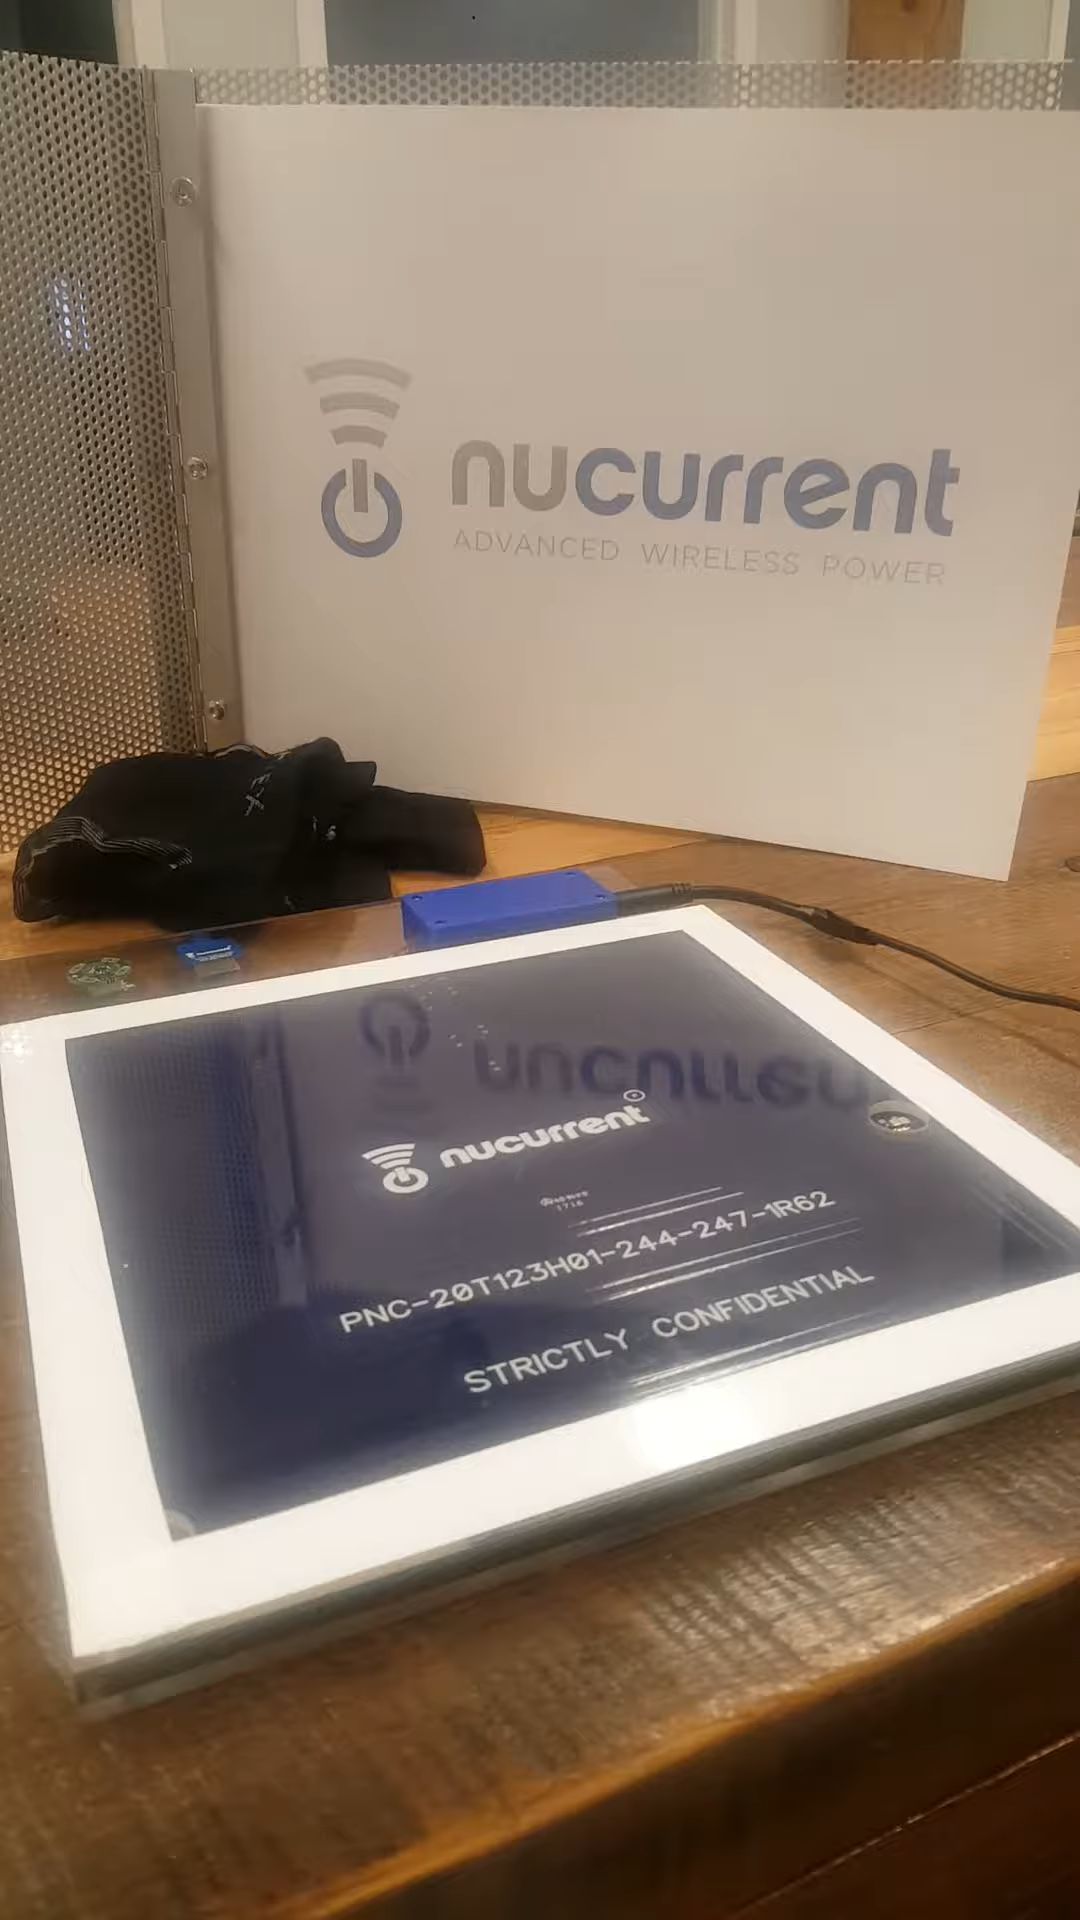 nucurrent
ADVANCED WIRELESS POWER
nucurrent
PNC-20T123H01-244-247-1R62
STRICTLY CONFIDENTIAL